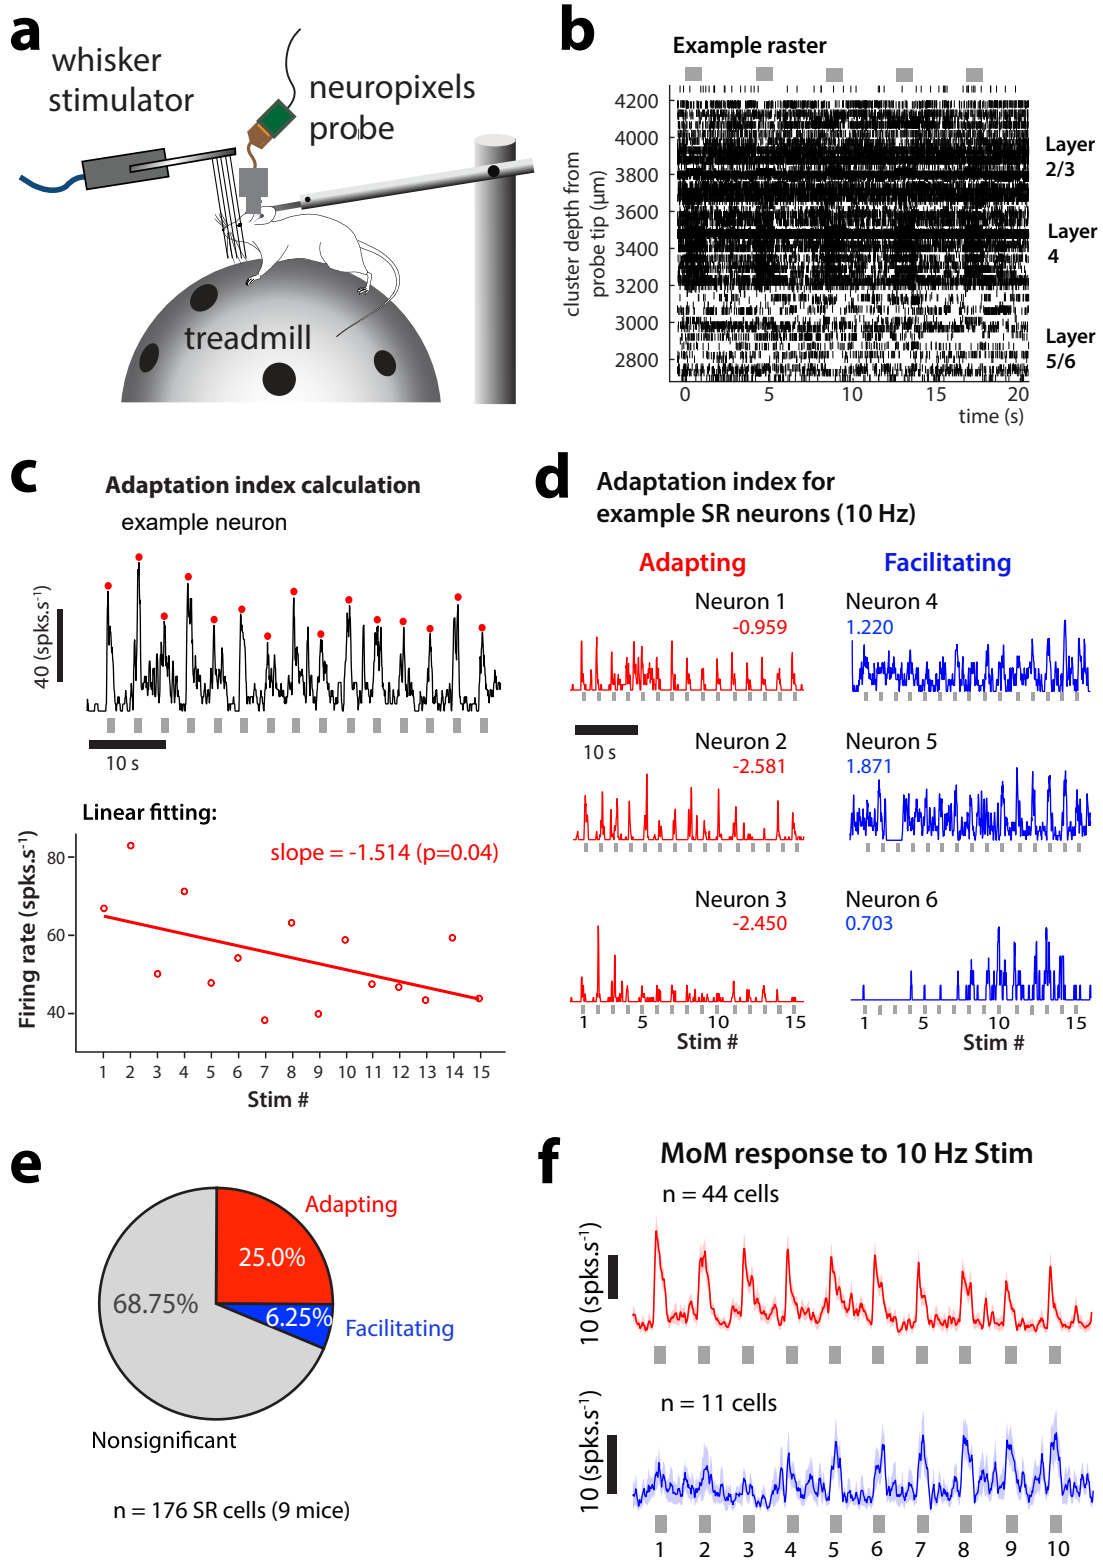 a
whisker
stimulator
neuropixels
probe
treadmill
b
Example raster
cluster depth from
probe tip (μm)
4200
4000
3800
3600
3400
3200
3000
2800
Layer
2/3
Layer
4
Layer
5/6
0 5 10 15 20
time (s)
c
Adaptation index calculation
example neuron
40 (spks.s-1)
10 s
Linear fitting:
slope = -1.514 (p=0.04)
Firing rate (spks.s-1)
80
60
40
1 2 3 4 5 6 7 8 9 10 11 12 13 14 15
Stim #
d
Adaptation index for
example SR neurons (10 Hz)
Adapting
Facilitating
Neuron 1
-0.959
Neuron 4
1.220
10 s
Neuron 2
-2.581
Neuron 5
1.871
Neuron 3
-2.450
Neuron 6
0.703
1 5 10 15
Stim #
1 5 10 15
Stim #
e
Adapting
25.0%
68.75%
6.25%
Facilitating
Nonsignificant
n = 176 SR cells (9 mice)
f
MoM response to 10 Hz Stim
n = 44 cells
10 (spks.s-1)
n = 11 cells
10 (spks.s-1)
1 2 3 4 5 6 7 8 9 10